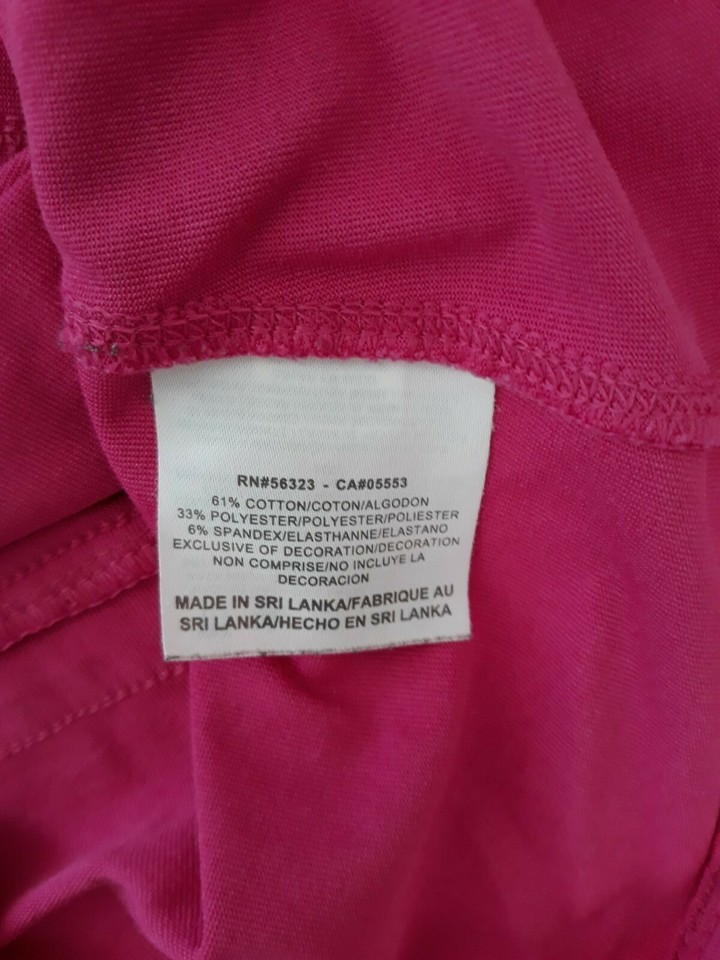 RN#56323 - CA#05553
61% COTTON/COTON/ALGODON
33% POLYESTER/POLYESTER/POLIESTER
6% SPANDEX/ELASTHANNE/ELASTANO
EXCLUSIVE OF DECORATION/DECORATION
NON COMPRISE/NO INCLUYE LA
DECORACION
MADE IN SRI LANKA/FABRIQUE AU
SRI LANKA/HECHO EN SRI LANKA